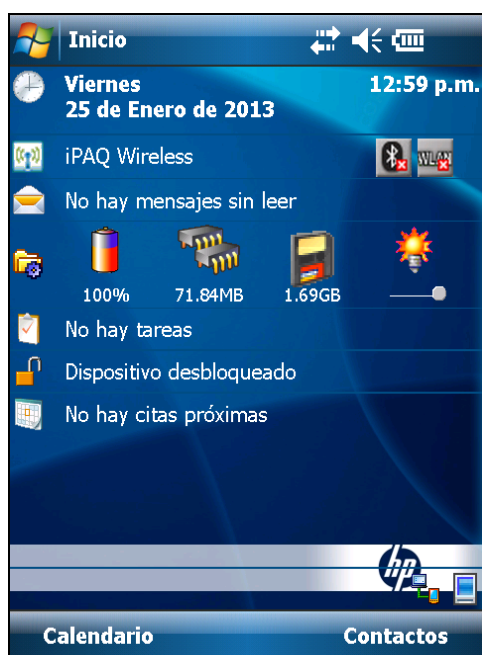 Inicio
Viernes
12:59 p.m.
25 de Enero de 2013
iPAQ Wireless
WLAN
No hay mensajes sin leer
100%
71.84MB
1.69GB
No hay tareas
Dispositivo desbloqueado
No hay citas próximas
hp
Calendario
Contactos